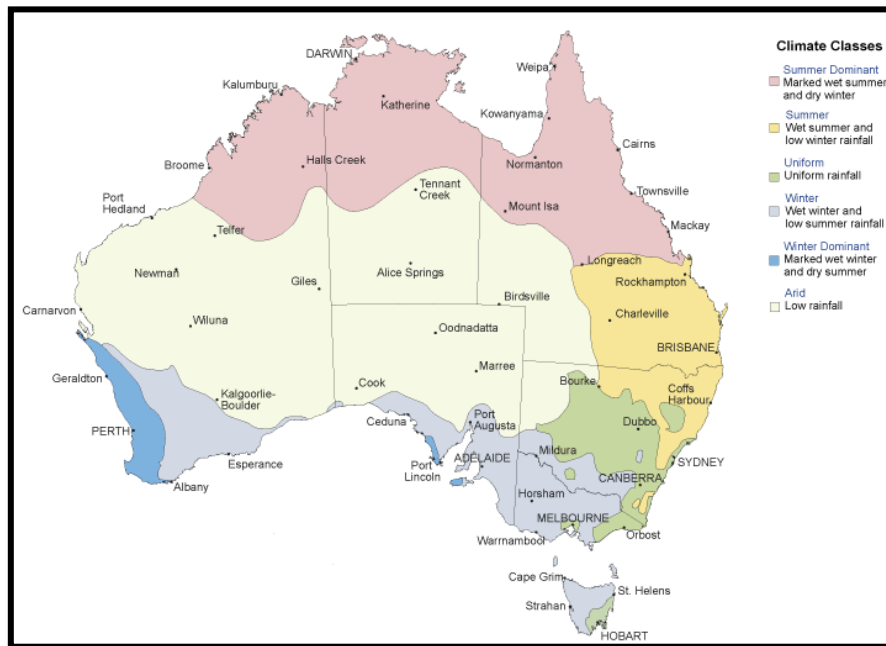 Climate Classes
Summer Dominant
Marked wet summer
and dry winter
Summer
Wet summer and
low winter rainfall
Uniform
Uniform rainfall
Winter
Wet winter and
low summer rainfall
Winter Dominant
Marked wet winter
and dry summer
Arid
Low rainfall
DARWIN
Weipa
Kalumburu
Katherine
Kowanyama
Cairns
Broome
Halls Creek
Normanton
Tennant
Creek
Townsville
Port
Hedland
Mount Isa
Mackay
Telfer
Longreach
Newman
Alice Springs
Rockhampton
Giles
Birdsville
Carnarvon
Charleville
Wiluna
Oodnadatta
BRISBANE
Marree
Geraldton
Cook
Bourke
Coffs
Harbour
Kalgoorlie-
Boulder
Ceduna
Port
Augusta
Dubbo
PERTH
Mildura
Esperance
Port
Lincoln
ADELAIDE
SYDNEY
Albany
CANBERRA
Horsham
MELBOURNE
Warrnambool
Orbost
Cape Grim
St. Helens
Strahan
HOBART